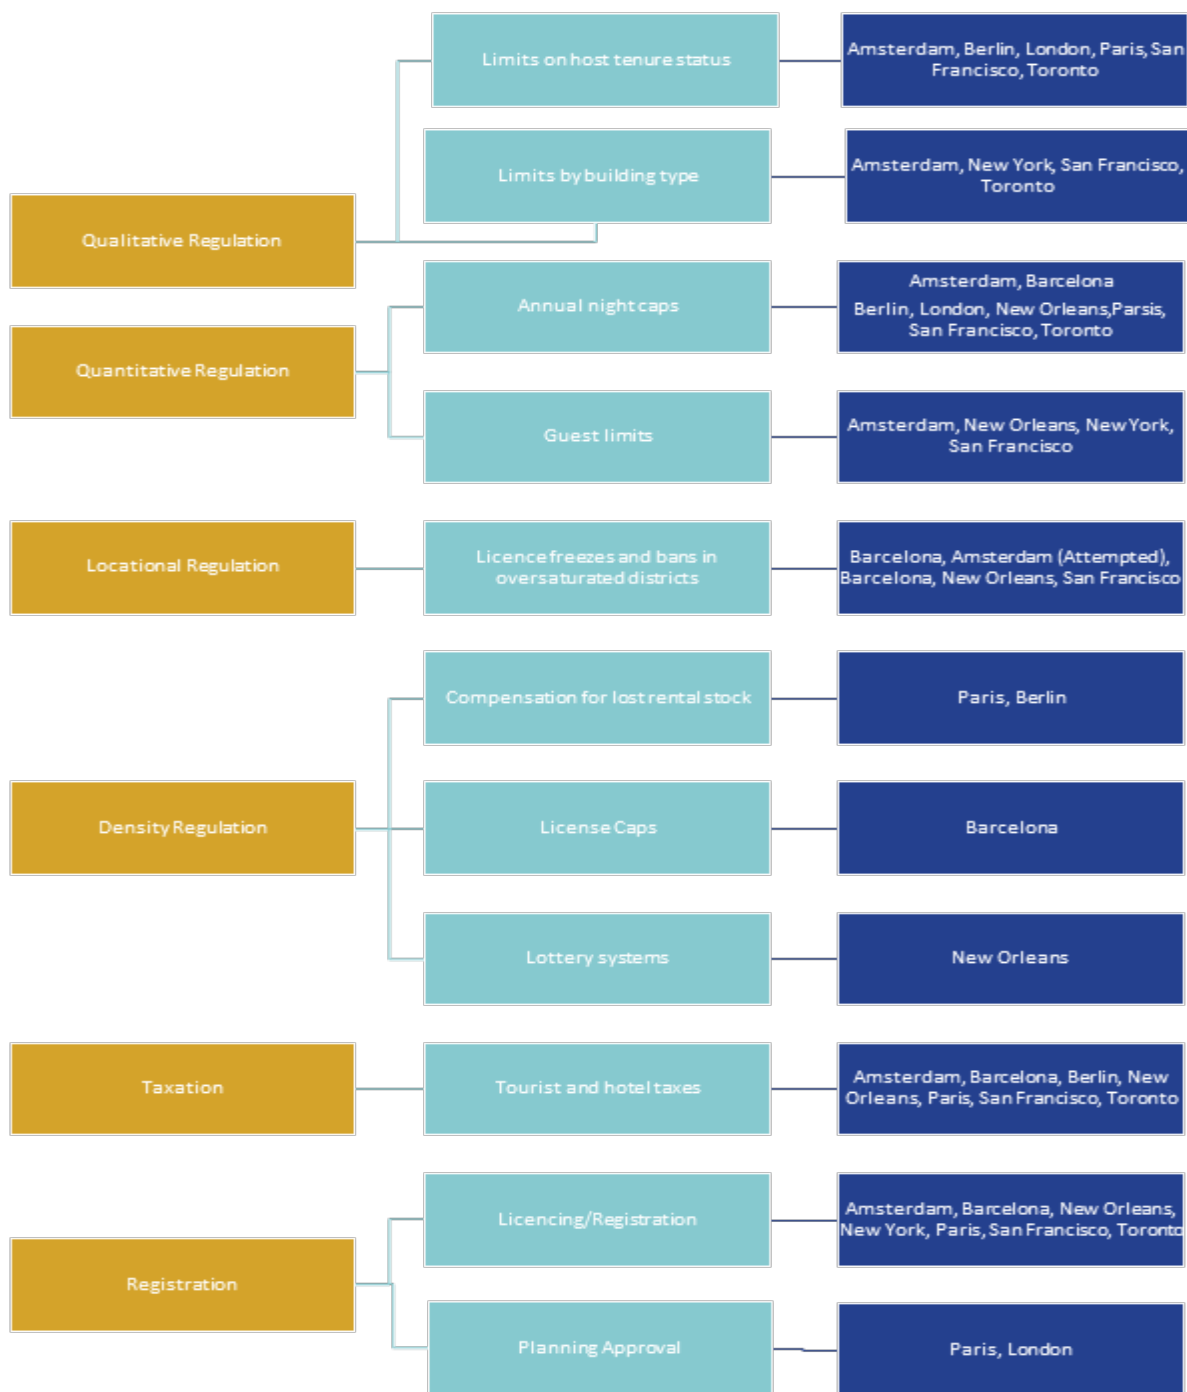 Limits on host tenure status
Amsterdam, Berlin, London, Paris, San
Francisco, Toronto
Limits by building type
Amsterdam, New York, San Francisco,
Toronto
Qualitative Regulation
Annual night caps
Amsterdam, Barcelona
Berlin, London, New Orleans,Parsis,
San Francisco, Toronto
Quantitative Regulation
Guest limits
Amsterdam, New Orleans, New York,
San Francisco
Locational Regulation
Licence freezes and bans in
oversaturated districts
Barcelona, Amsterdam (Attempted),
Barcelona, New Orleans, San Francisco
Compensation for lost rental stock
Paris, Berlin
Density Regulation
License Caps
Barcelona
Lottery systems
New Orleans
Taxation
Tourist and hotel taxes
Amsterdam, Barcelona, Berlin, New
Orleans, Paris, San Francisco, Toronto
Licencing/Registration
Amsterdam, Barcelona, New Orleans,
New York, Paris, San Francisco, Toronto
Registration
Planning Approval
Paris, London